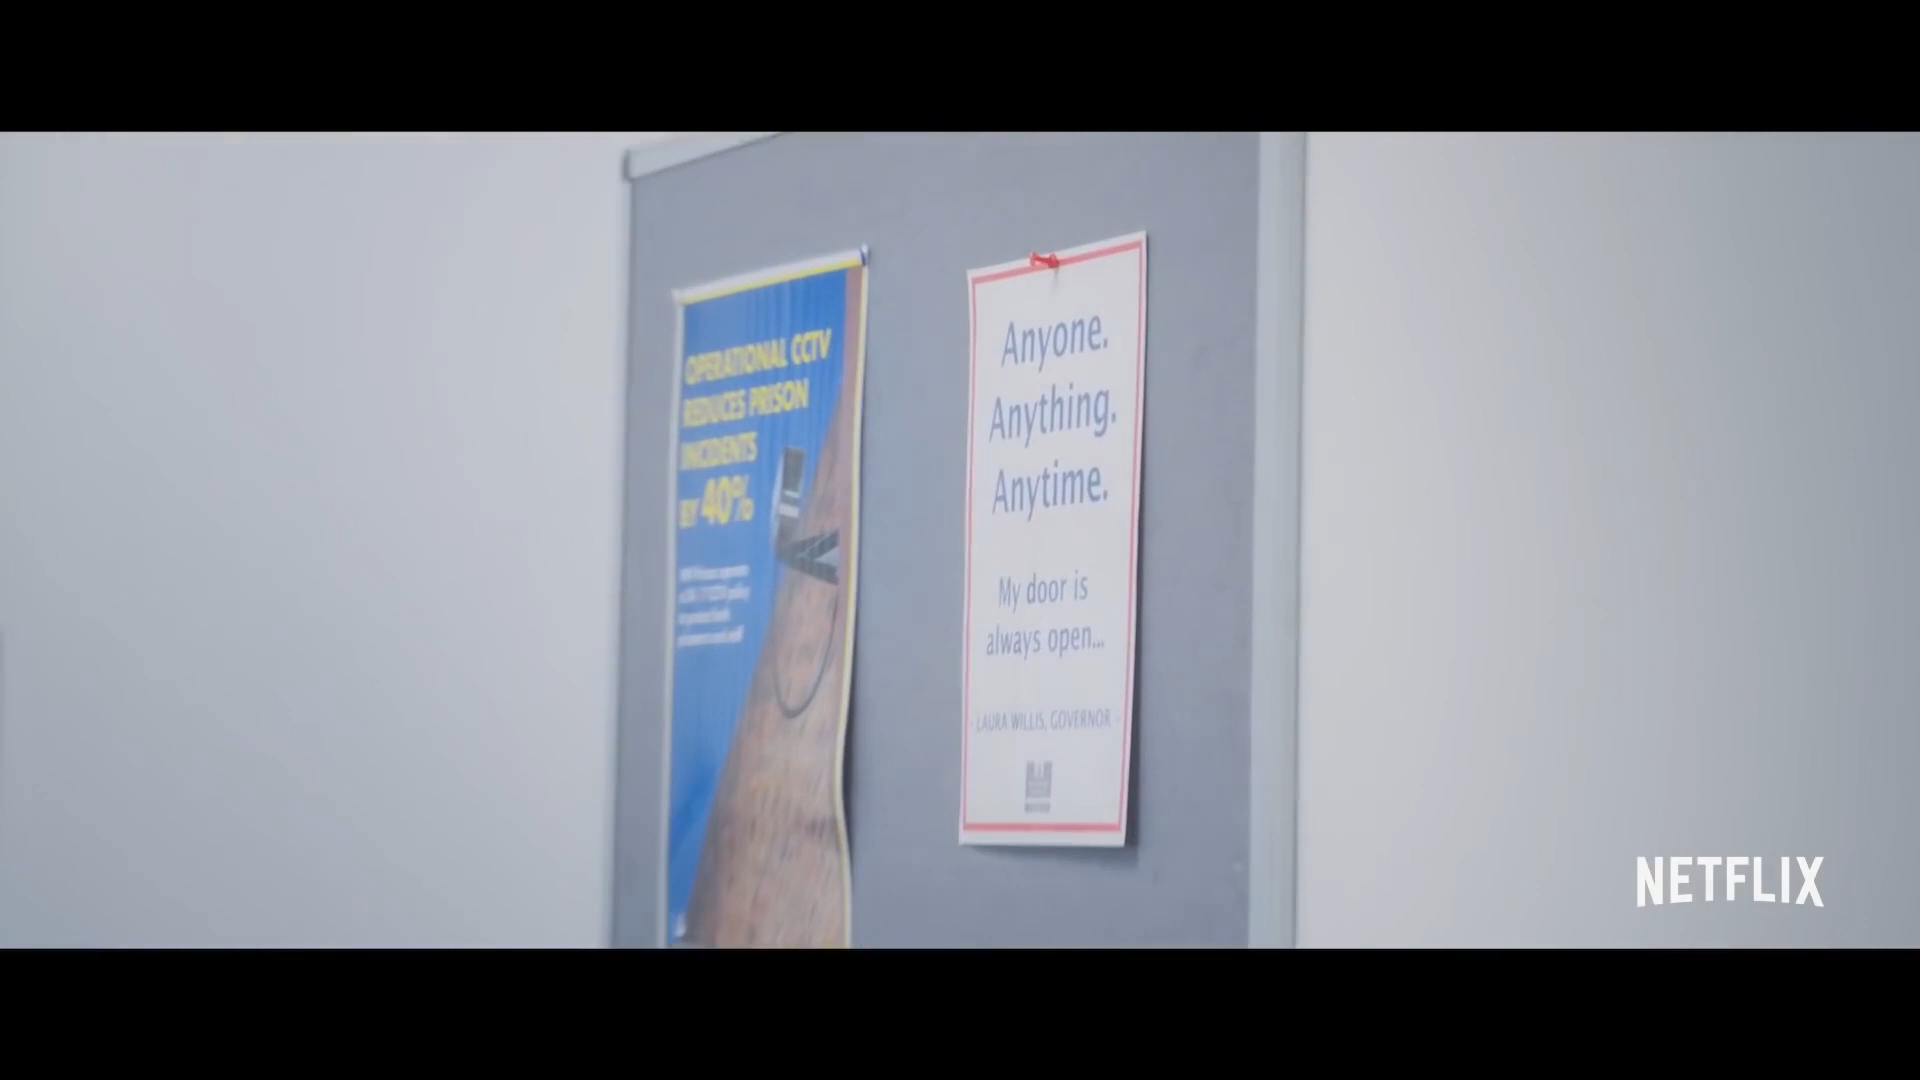 OPERATIONAL CCTV
REDUCES PRISON
INCIDENTS
BY 40%
Anyone.
Anything.
Anytime.
My door is
always open...
- LAURA WILLIS, GOVERNOR -
NETFLIX